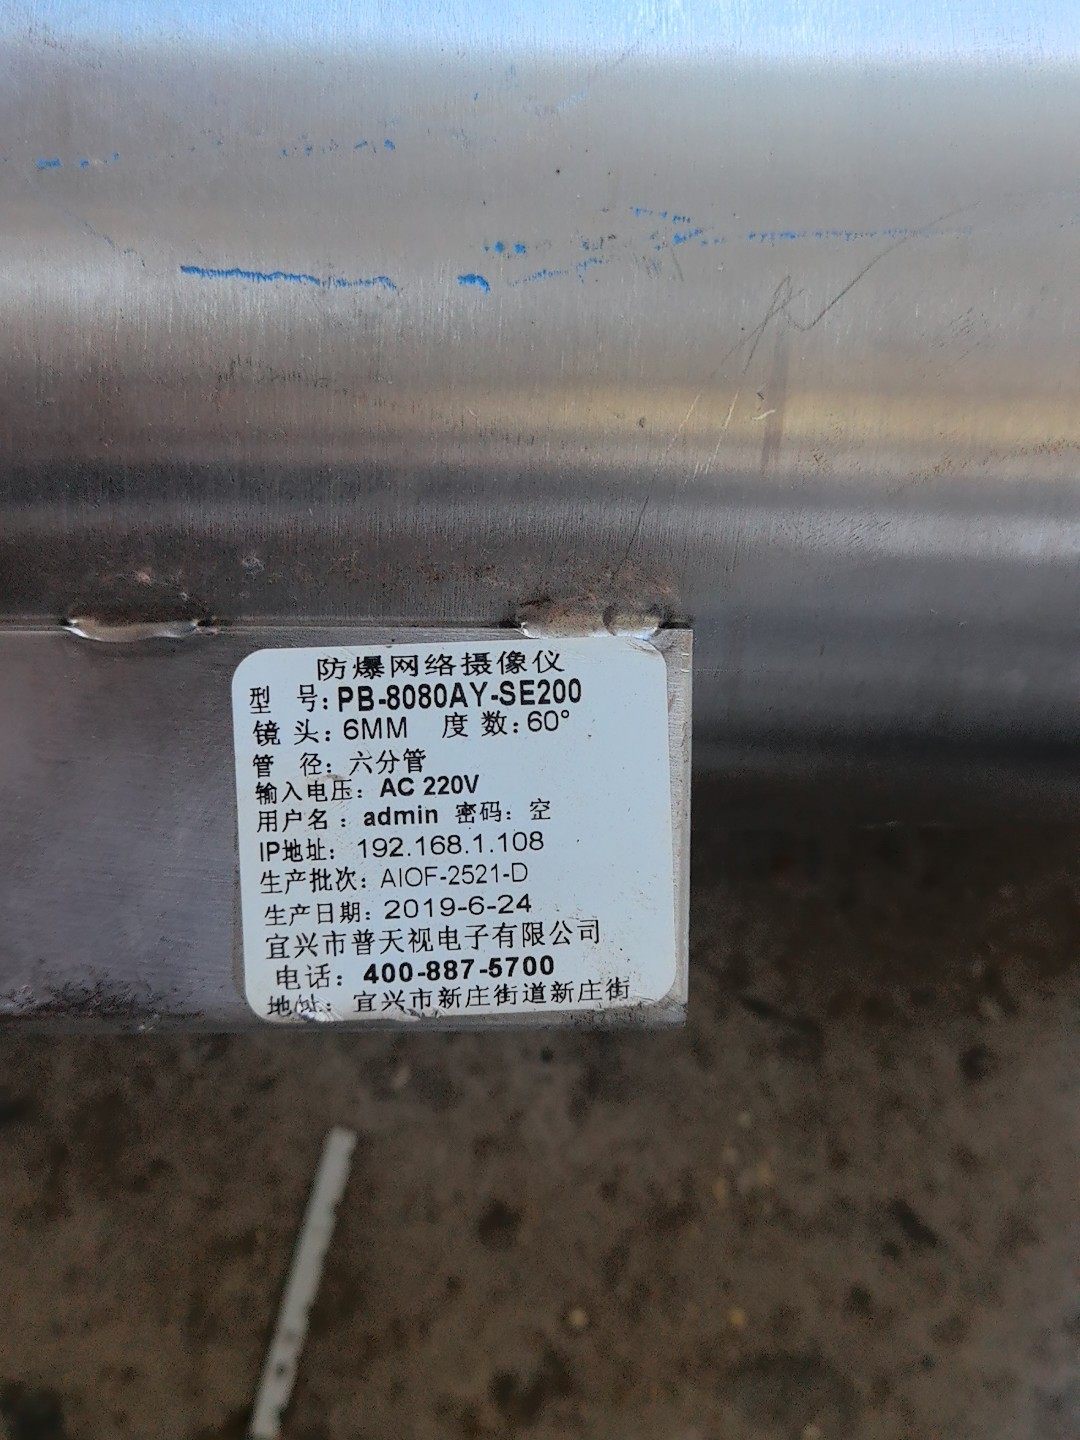 防爆网络摄像仪
型 号: PB-8080AY-SE200
镜 头: 6MM 度 数: 60°
管 径: 六分管
输入电压: AC 220V
用户名: admin 密码: 空
IP地址: 192.168.1.108
生产批次: AIOF-2521-D
生产日期: 2019-6-24
宜兴市普天视电子有限公司
电话: 400-887-5700
地址: 宜兴市新庄街道新庄街